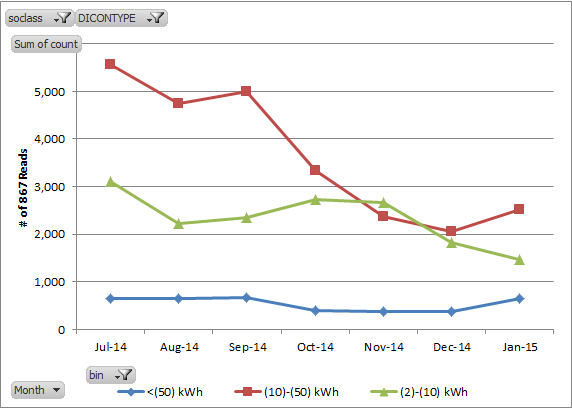 soclass DICONTYPE
Sum of count
# of 867 Reads
5,000
4,000
3,000
2,000
1,000
0
Jul-14 Aug-14 Sep-14 Oct-14 Nov-14 Dec-14 Jan-15
bin
Month
<(50) kWh (10)-(50) kWh (2)-(10) kWh